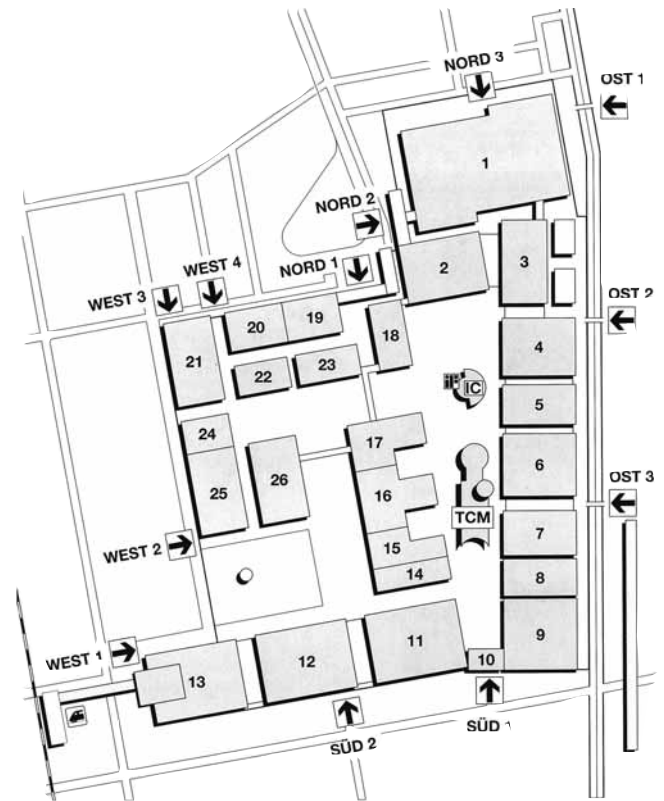 NORD 3
OST 1
1
NORD 2
2
3
NORD 1
WEST 4
WEST 3
OST 2
20
19
18
4
21
22
23
IC
5
24
17
6
25
26
16
OST 3
TCM
7
WEST 2
15
14
8
9
11
10
WEST 1
12
13
SÜD 1
SÜD 2